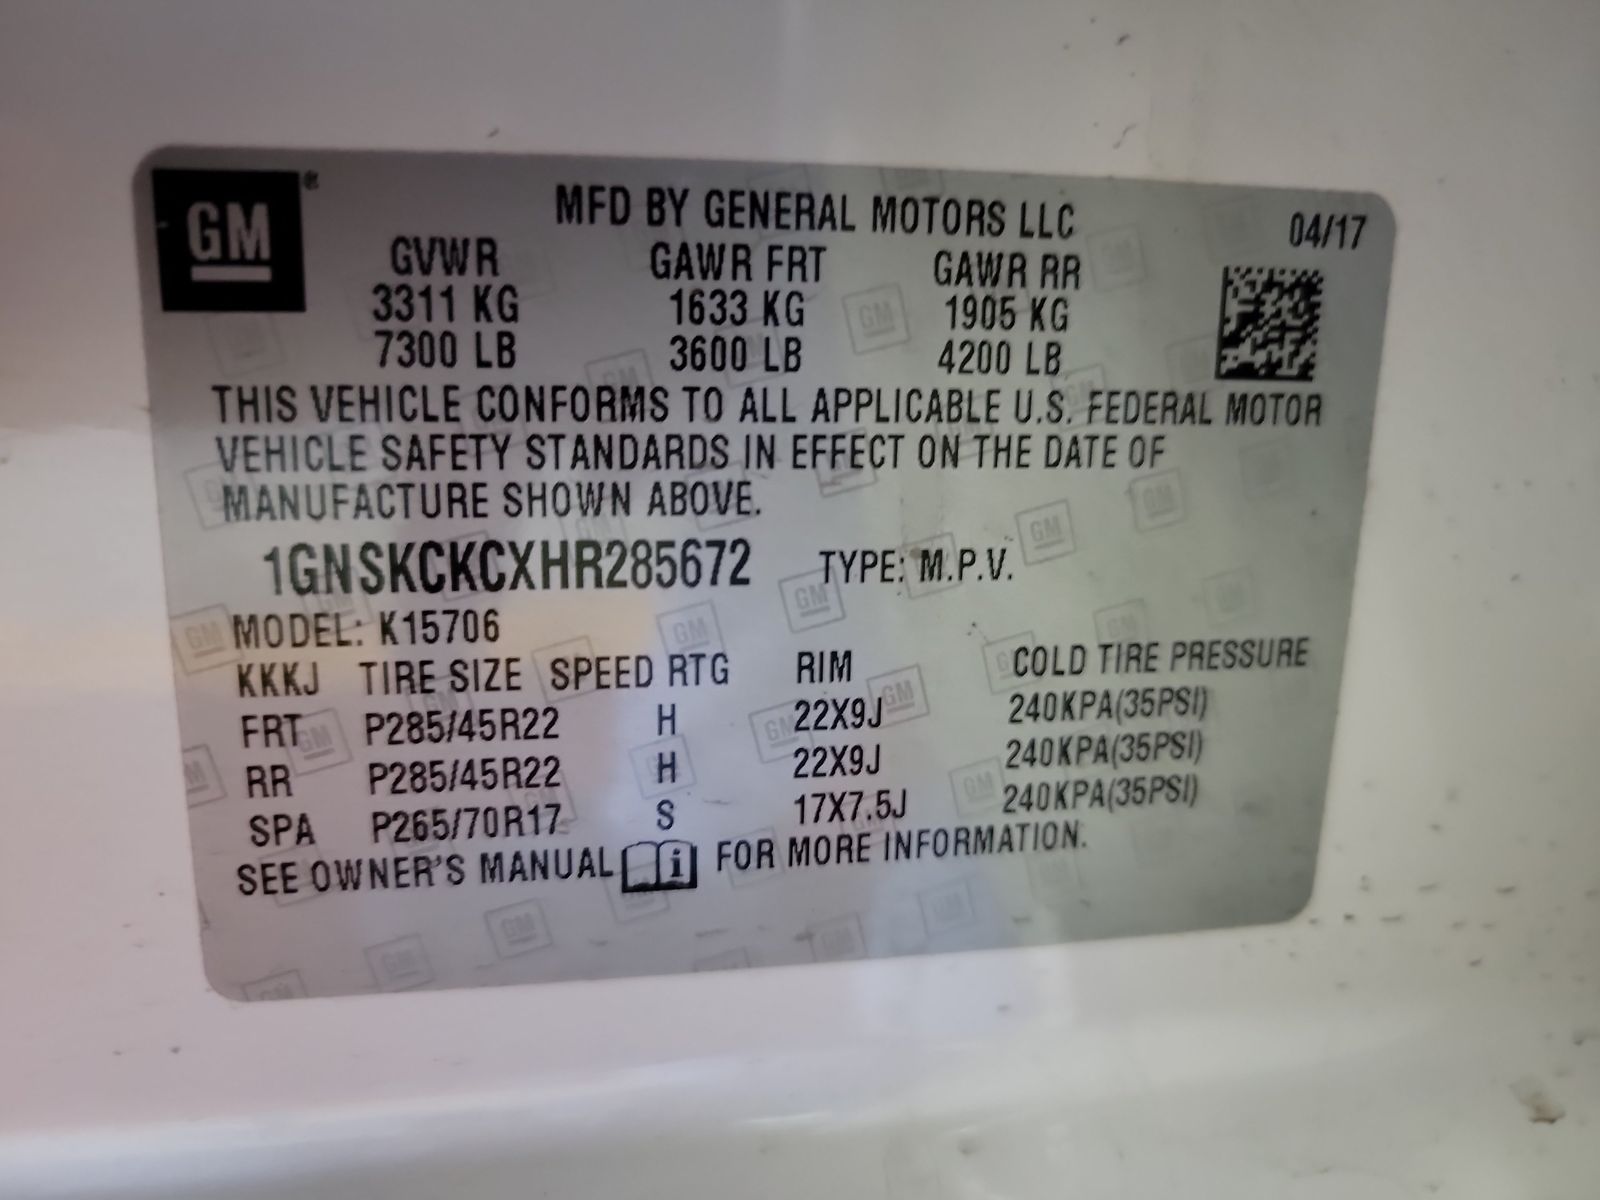 GM ®
MFD BY GENERAL MOTORS LLC 04/17
GVWR GAWR FRT GAWR RR
3311 KG 1633 KG 1905 KG
7300 LB 3600 LB 4200 LB
THIS VEHICLE CONFORMS TO ALL APPLICABLE U.S. FEDERAL MOTOR
VEHICLE SAFETY STANDARDS IN EFFECT ON THE DATE OF
MANUFACTURE SHOWN ABOVE.
1GNSKCKCXHR285672 TYPE: M.P.V.
MODEL: K15706
KKKJ TIRE SIZE SPEED RTG RIM COLD TIRE PRESSURE
FRT P285/45R22 H 22X9J 240KPA(35PSI)
RR P285/45R22 H 22X9J 240KPA(35PSI)
SPA P265/70R17 S 17X7.5J 240KPA(35PSI)
SEE OWNER'S MANUAL i FOR MORE INFORMATION.